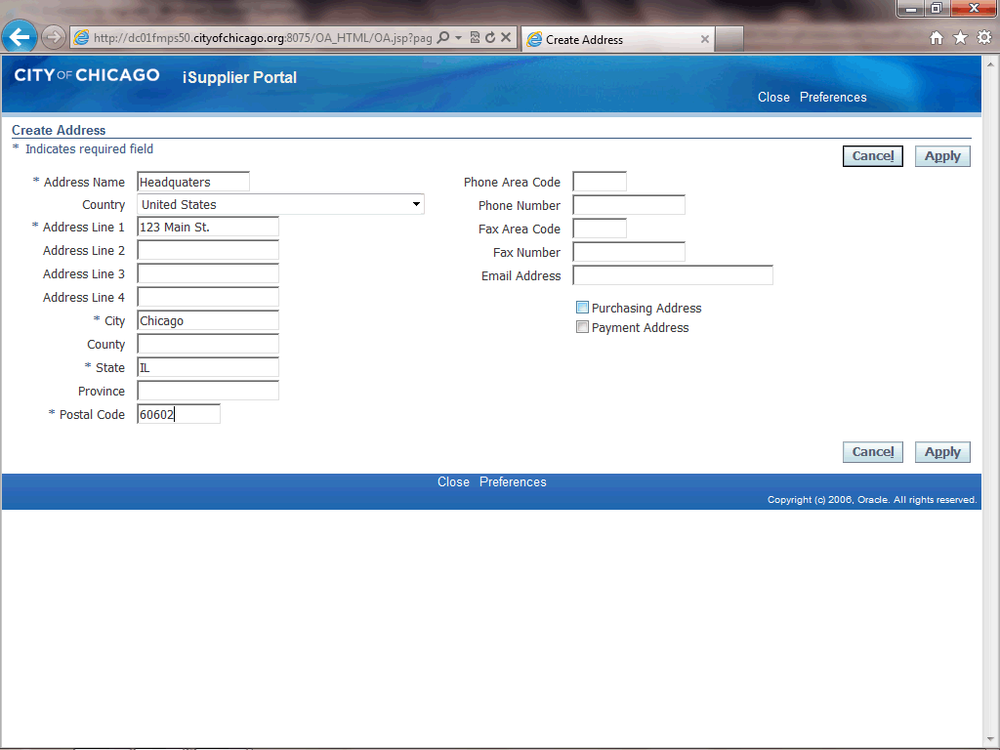 http://dc01fmps50.cityofchicago.org:8075/OA_HTML/OA.jsp?pag
Create Address
CITY OF CHICAGO iSupplier Portal
Close Preferences
Create Address
* Indicates required field
Cancel Apply
* Address Name Headquaters
Country United States
* Address Line 1 123 Main St.
Address Line 2
Address Line 3
Address Line 4
* City Chicago
County
* State IL
Province
* Postal Code 60602
Phone Area Code
Phone Number
Fax Area Code
Fax Number
Email Address
Purchasing Address
Payment Address
Cancel Apply
Close Preferences
Copyright (c) 2006, Oracle. All rights reserved.